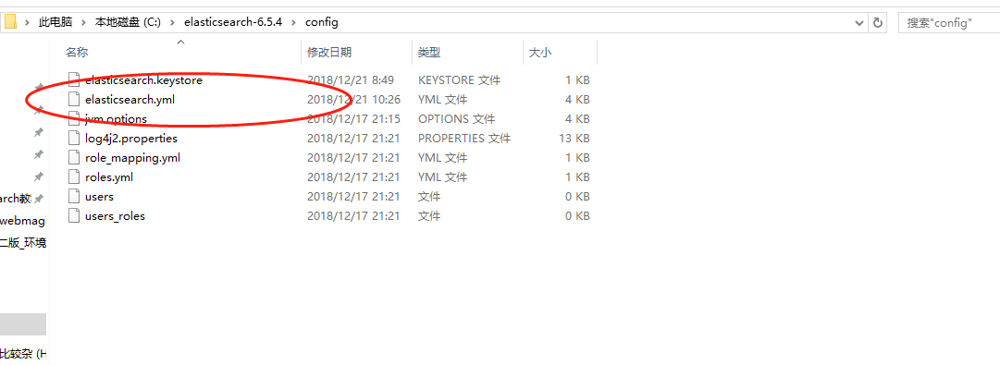 此电脑 › 本地磁盘 (C:) › elasticsearch-6.5.4 › config 搜索"config"
名称 修改日期 类型 大小
elasticsearch.keystore 2018/12/21 8:49 KEYSTORE 文件 1 KB
elasticsearch.yml 2018/12/21 10:26 YML 文件 4 KB
jvm.options 2018/12/17 21:15 OPTIONS 文件 4 KB
log4j2.properties 2018/12/17 21:21 PROPERTIES 文件 13 KB
role_mapping.yml 2018/12/17 21:21 YML 文件 1 KB
roles.yml 2018/12/17 21:21 YML 文件 1 KB
users 2018/12/17 21:21 文件 0 KB
users_roles 2018/12/17 21:21 文件 0 KB
arch教
webmag
二版_环境
比较杂 (H